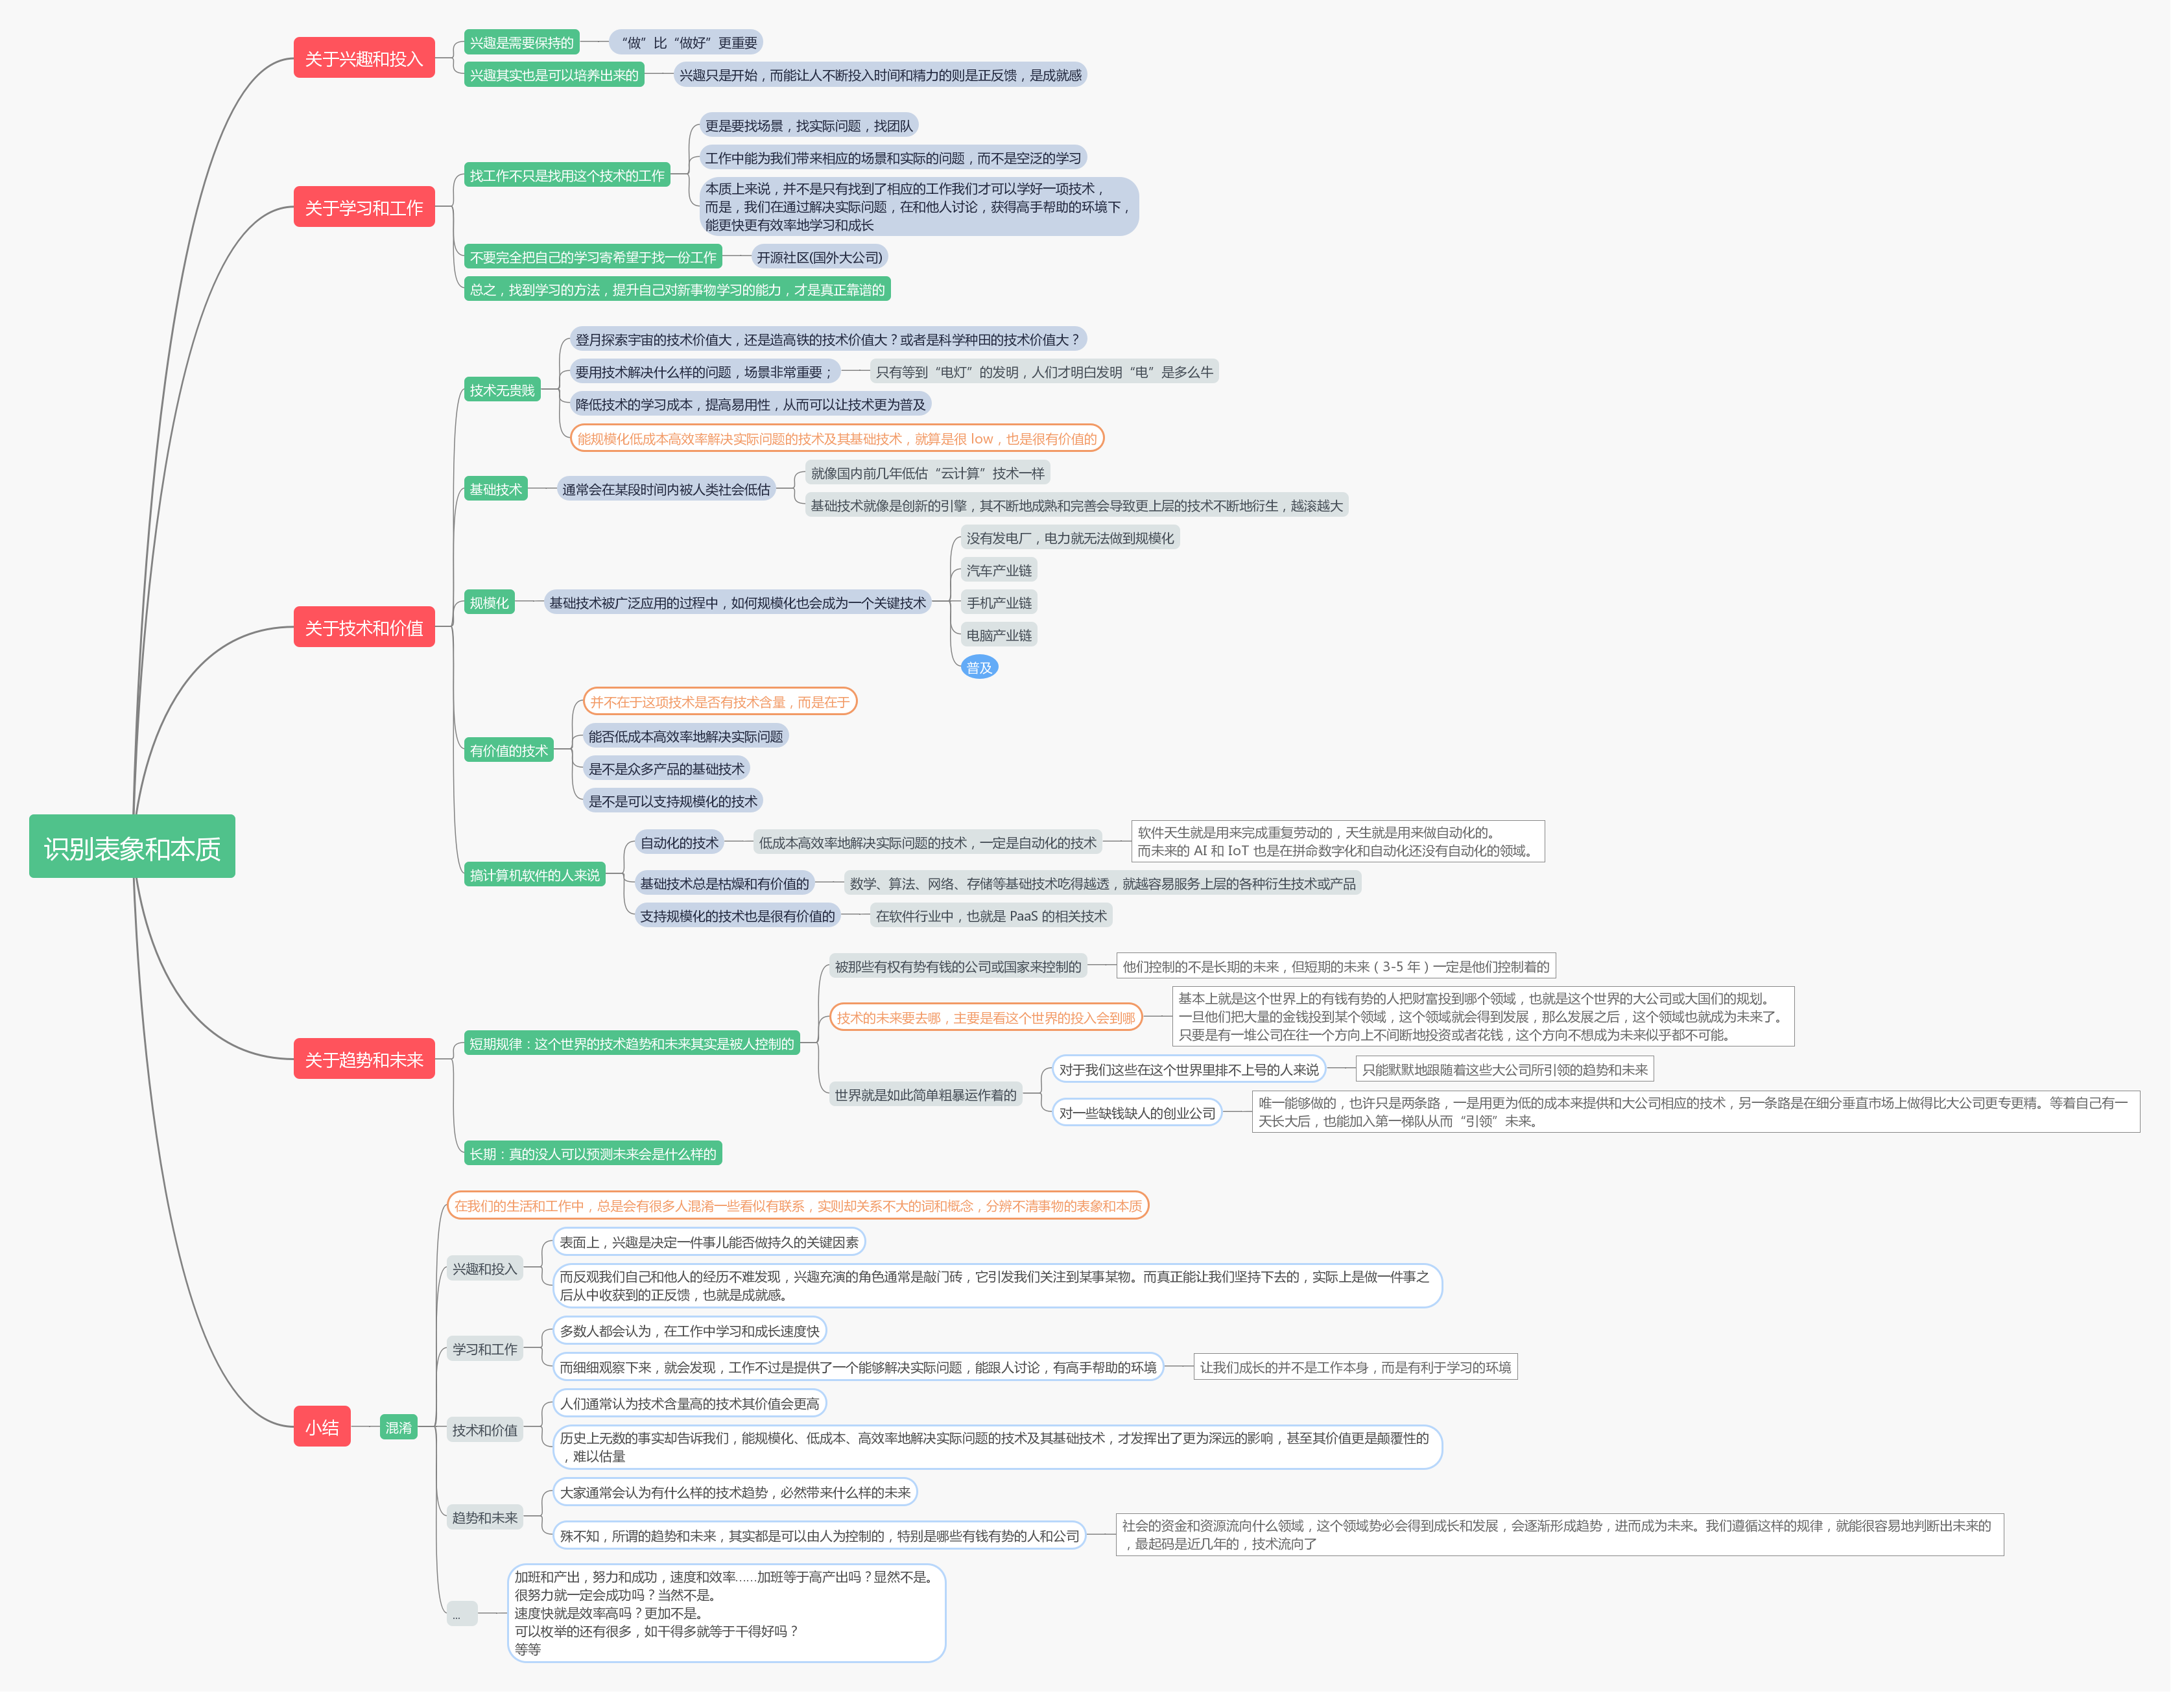 识别表象和本质
关于兴趣和投入
兴趣是需要保持的
“做”比“做好”更重要
兴趣其实也是可以培养出来的
兴趣只是开始，而能让人不断投入时间和精力的则是正反馈，是成就感
关于学习和工作
找工作不只是找用这个技术的工作
更是要找场景，找实际问题，找团队
工作中能为我们带来相应的场景和实际的问题，而不是空泛的学习
本质上来说，并不是只有找到了相应的工作我们才可以学好一项技术，
而是，我们在通过解决实际问题，在和他人讨论，获得高手帮助的环境下，
能更快更有效率地学习和成长
不要完全把自己的学习寄希望于找一份工作
开源社区(国外大公司)
总之，找到学习的方法，提升自己对新事物学习的能力，才是真正靠谱的
关于技术和价值
技术无贵贱
登月探索宇宙的技术价值大，还是造高铁的技术价值大？或者是科学种田的技术价值大？
要用技术解决什么样的问题，场景非常重要；
只有等到“电灯”的发明，人们才明白发明“电”是多么牛
降低技术的学习成本，提高易用性，从而可以让技术更为普及
能规模化低成本高效率解决实际问题的技术及其基础技术，就算是很 low，也是很有价值的
基础技术
通常会在某段时间内被人类社会低估
就像国内前几年低估“云计算”技术一样
基础技术就像是创新的引擎，其不断地成熟和完善会导致更上层的技术不断地衍生，越滚越大
规模化
基础技术被广泛应用的过程中，如何规模化也会成为一个关键技术
没有发电厂，电力就无法做到规模化
汽车产业链
手机产业链
电脑产业链
普及
有价值的技术
并不在于这项技术是否有技术含量，而是在于
能否低成本高效率地解决实际问题
是不是众多产品的基础技术
是不是可以支持规模化的技术
搞计算机软件的人来说
自动化的技术
低成本高效率地解决实际问题的技术，一定是自动化的技术
软件天生就是用来完成重复劳动的，天生就是用来做自动化的。
而未来的 AI 和 IoT 也是在拼命数字化和自动化还没有自动化的领域。
基础技术总是枯燥和有价值的
数学、算法、网络、存储等基础技术吃得越透，就越容易服务上层的各种衍生技术或产品
支持规模化的技术也是很有价值的
在软件行业中，也就是 PaaS 的相关技术
关于趋势和未来
短期规律：这个世界的技术趋势和未来其实是被人控制的
被那些有权有势有钱的公司或国家来控制的
他们控制的不是长期的未来，但短期的未来（3-5 年）一定是他们控制着的
技术的未来要去哪，主要是看这个世界的投入会到哪
基本上就是这个世界上的有钱有势的人把财富投到哪个领域，也就是这个世界的大公司或大国们的规划。
一旦他们把大量的金钱投到某个领域，这个领域就会得到发展，那么发展之后，这个领域也就成为未来了。
只要是有一堆公司在往一个方向上不间断地投资或者花钱，这个方向不想成为未来似乎都不可能。
世界就是如此简单粗暴运作着的
对于我们这些在这个世界里排不上号的人来说
只能默默地跟随着这些大公司所引领的趋势和未来
对一些缺钱缺人的创业公司
唯一能够做的，也许只是两条路，一是用更为低的成本来提供和大公司相应的技术，另一条路是在细分垂直市场上做得比大公司更专更精。等着自己有一
天长大后，也能加入第一梯队从而“引领”未来。
长期：真的没人可以预测未来会是什么样的
小结
混淆
在我们的生活和工作中，总是会有很多人混淆一些看似有联系，实则却关系不大的词和概念，分辨不清事物的表象和本质
兴趣和投入
表面上，兴趣是决定一件事儿能否做持久的关键因素
而反观我们自己和他人的经历不难发现，兴趣充演的角色通常是敲门砖，它引发我们关注到某事某物。而真正能让我们坚持下去的，实际上是做一件事之
后从中收获到的正反馈，也就是成就感。
学习和工作
多数人都会认为，在工作中学习和成长速度快
而细细观察下来，就会发现，工作不过是提供了一个能够解决实际问题，能跟人讨论，有高手帮助的环境
让我们成长的并不是工作本身，而是有利于学习的环境
技术和价值
人们通常认为技术含量高的技术其价值会更高
历史上无数的事实却告诉我们，能规模化、低成本、高效率地解决实际问题的技术及其基础技术，才发挥出了更为深远的影响，甚至其价值更是颠覆性的
，难以估量
趋势和未来
大家通常会认为有什么样的技术趋势，必然带来什么样的未来
殊不知，所谓的趋势和未来，其实都是可以由人为控制的，特别是哪些有钱有势的人和公司
社会的资金和资源流向什么领域，这个领域势必会得到成长和发展，会逐渐形成趋势，进而成为未来。我们遵循这样的规律，就能很容易地判断出未来的
，最起码是近几年的，技术流向了
...
加班和产出，努力和成功，速度和效率……加班等于高产出吗？显然不是。
很努力就一定会成功吗？当然不是。
速度快就是效率高吗？更加不是。
可以枚举的还有很多，如干得多就等于干得好吗？
等等